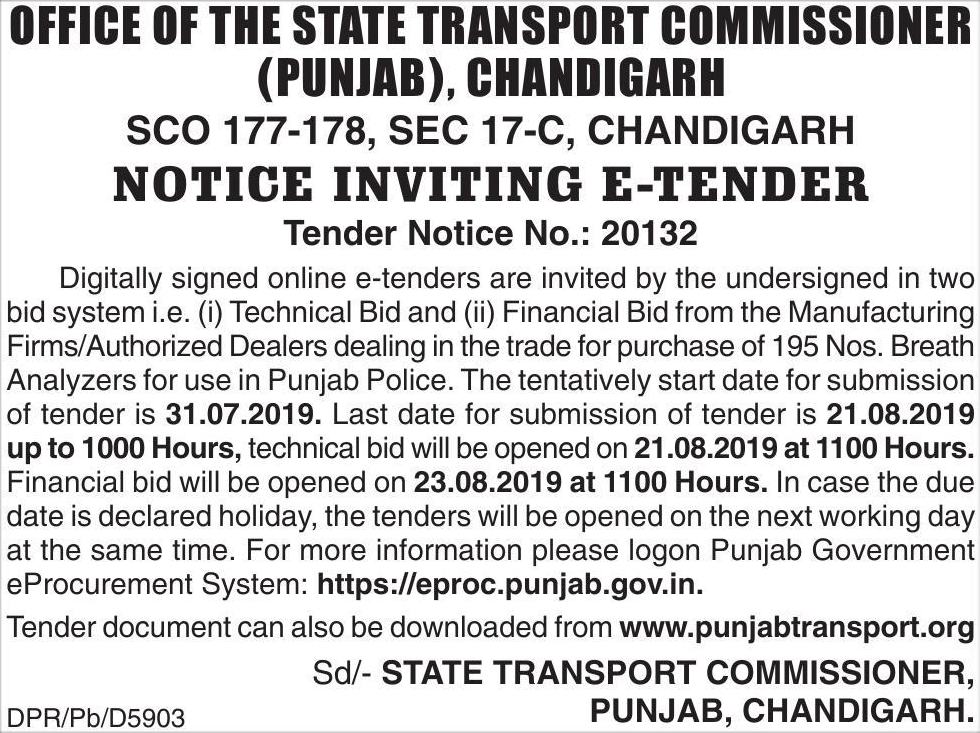 OFFICE OF THE STATE TRANSPORT COMMISSIONER
(PUNJAB), CHANDIGARH
SCO 177-178, SEC 17-C, CHANDIGARH
NOTICE INVITING E-TENDER
Tender Notice No.: 20132
Digitally signed online e-tenders are invited by the undersigned in two
bid system i.e. (i) Technical Bid and (ii) Financial Bid from the Manufacturing
Firms/Authorized Dealers dealing in the trade for purchase of 195 Nos. Breath
Analyzers for use in Punjab Police. The tentatively start date for submission
of tender is 31.07.2019. Last date for submission of tender is 21.08.2019
up to 1000 Hours, technical bid will be opened on 21.08.2019 at 1100 Hours.
Financial bid will be opened on 23.08.2019 at 1100 Hours. In case the due
date is declared holiday, the tenders will be opened on the next working day
at the same time. For more information please logon Punjab Government
eProcurement System: https://eproc.punjab.gov.in.
Tender document can also be downloaded from www.punjabtransport.org
Sd/- STATE TRANSPORT COMMISSIONER,
PUNJAB, CHANDIGARH.
DPR/Pb/D5903